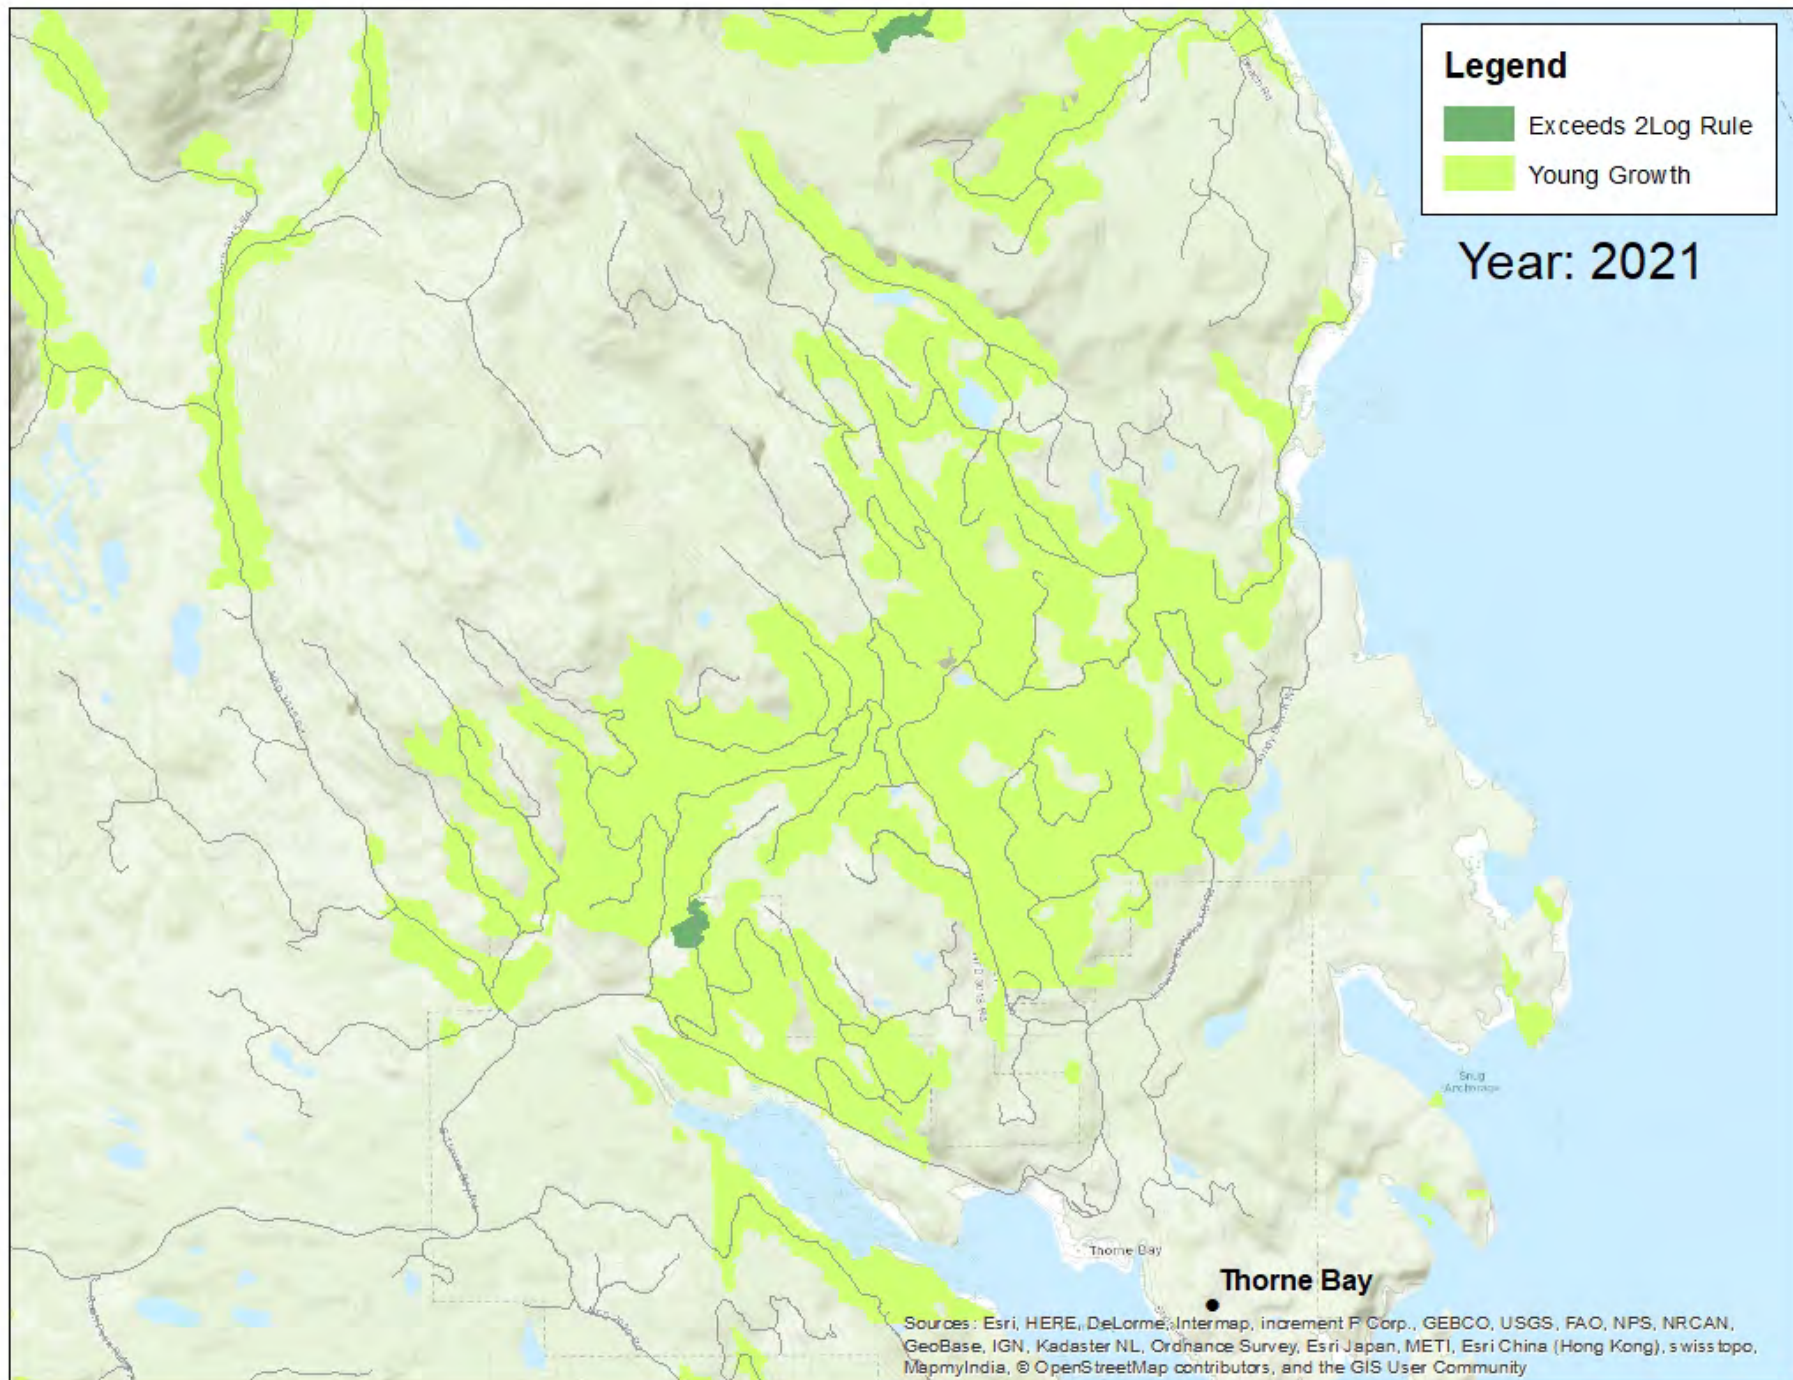 Legend
Exceeds 2Log Rule
Young Growth
Year: 2021
Snug
Anchorage
Thorne Bay
Thorne Bay
Sources: Esri, HERE, DeLorme, Intermap, increment P Corp., GEBCO, USGS, FAO, NPS, NRCAN,
GeoBase, IGN, Kadaster NL, Ordnance Survey, Esri Japan, METI, Esri China (Hong Kong), swisstopo,
MapmyIndia, © OpenStreetMap contributors, and the GIS User Community